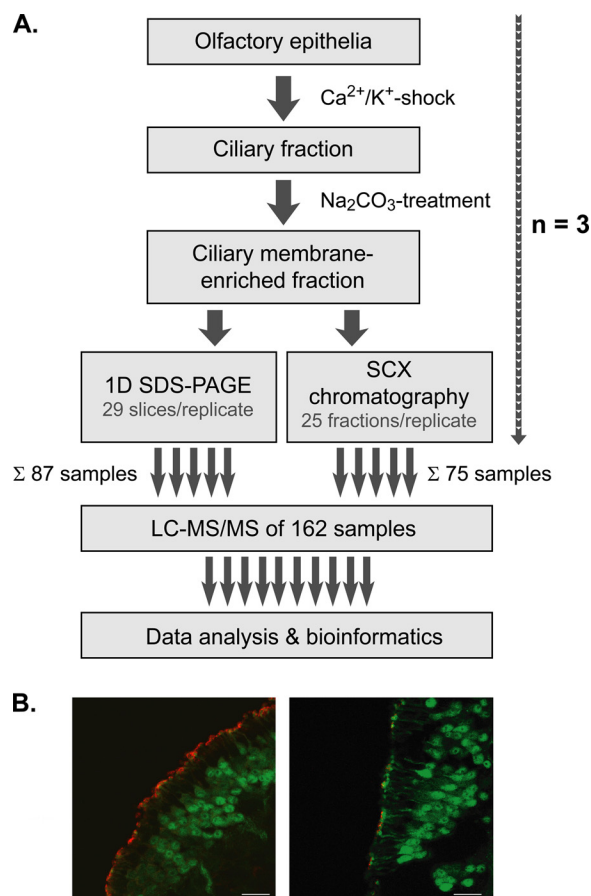 A.
Olfactory epithelia
Ca²⁺/K⁺-shock
Ciliary fraction
Na₂CO₃-treatment
n = 3
Ciliary membrane-
enriched fraction
1D SDS-PAGE
29 slices/replicate
SCX
chromatography
25 fractions/replicate
Σ 87 samples
Σ 75 samples
LC-MS/MS of 162 samples
Data analysis & bioinformatics
B.